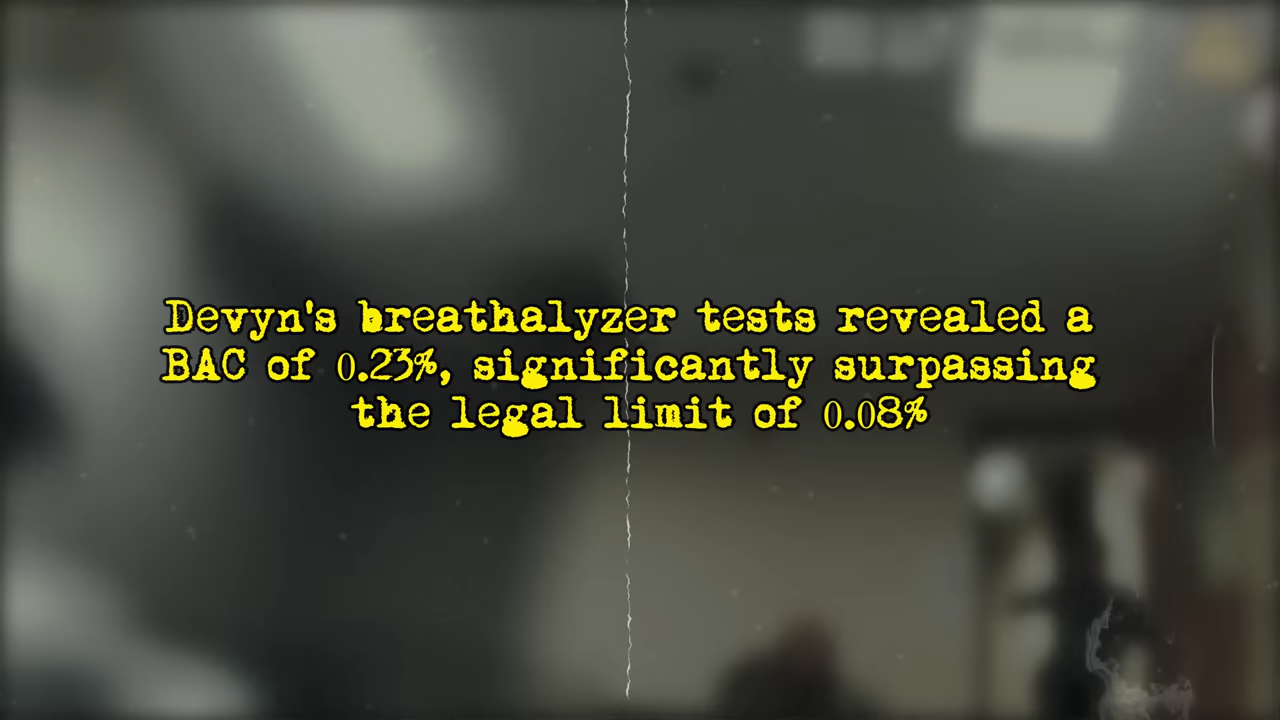 Devyn's breathalyzer tests revealed a
BAC of 0.23%, significantly surpassing
the legal limit of 0.08%